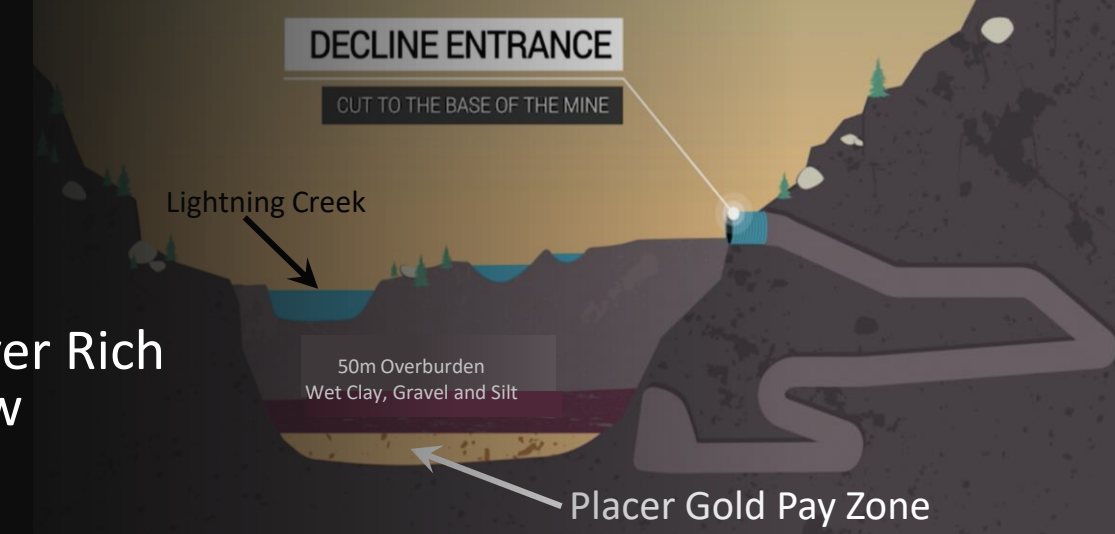 DECLINE ENTRANCE
CUT TO THE BASE OF THE MINE
Lightning Creek
Rich
50m Overburden
Wet Clay, Gravel and Silt
Placer Gold Pay Zone